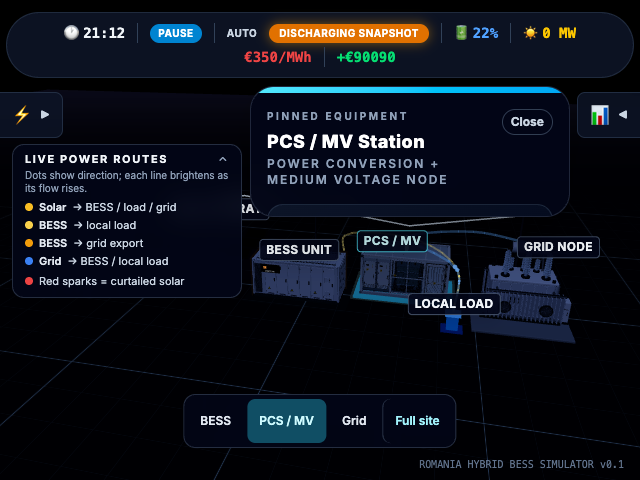 21:12
PAUSE
AUTO
DISCHARGING SNAPSHOT
22%
0 MW
€350/MWh
+€90090
PINNED EQUIPMENT
Close
PCS / MV Station
POWER CONVERSION +
MEDIUM VOLTAGE NODE
LIVE POWER ROUTES
Dots show direction; each line brightens as
its flow rises.
Solar → BESS / load / grid
BESS → local load
BESS → grid export
Grid → BESS / local load
Red sparks = curtailed solar
BESS UNIT
PCS / MV
GRID NODE
LOCAL LOAD
BESS
PCS / MV
Grid
Full site
ROMANIA HYBRID BESS SIMULATOR v0.1